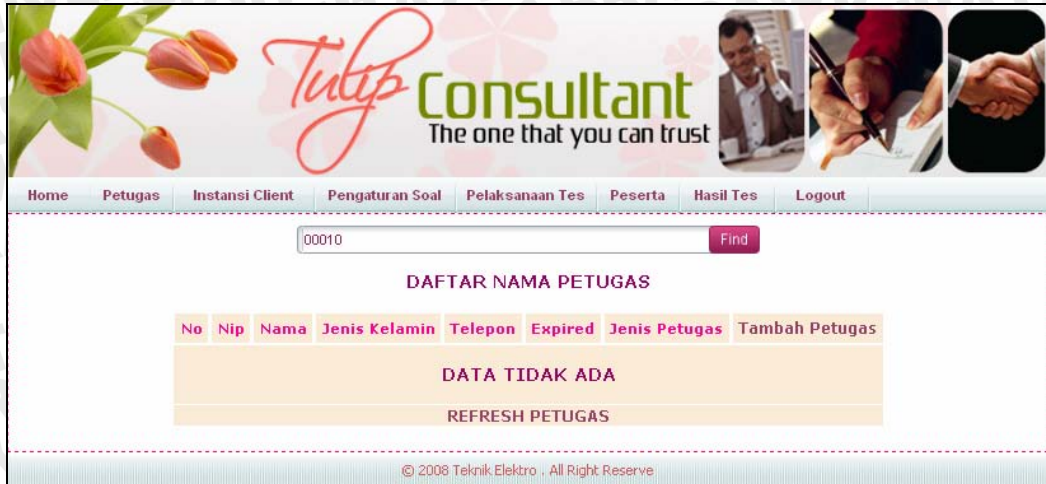 Tulip Consultant
The one that you can trust
Home Petugas Instansi Client Pengaturan Soal Pelaksanaan Tes Peserta Hasil Tes Logout
00010 Find
DAFTAR NAMA PETUGAS
No Nip Nama Jenis Kelamin Telepon Expired Jenis Petugas Tambah Petugas
DATA TIDAK ADA
REFRESH PETUGAS
© 2008 Teknik Elektro . All Right Reserve